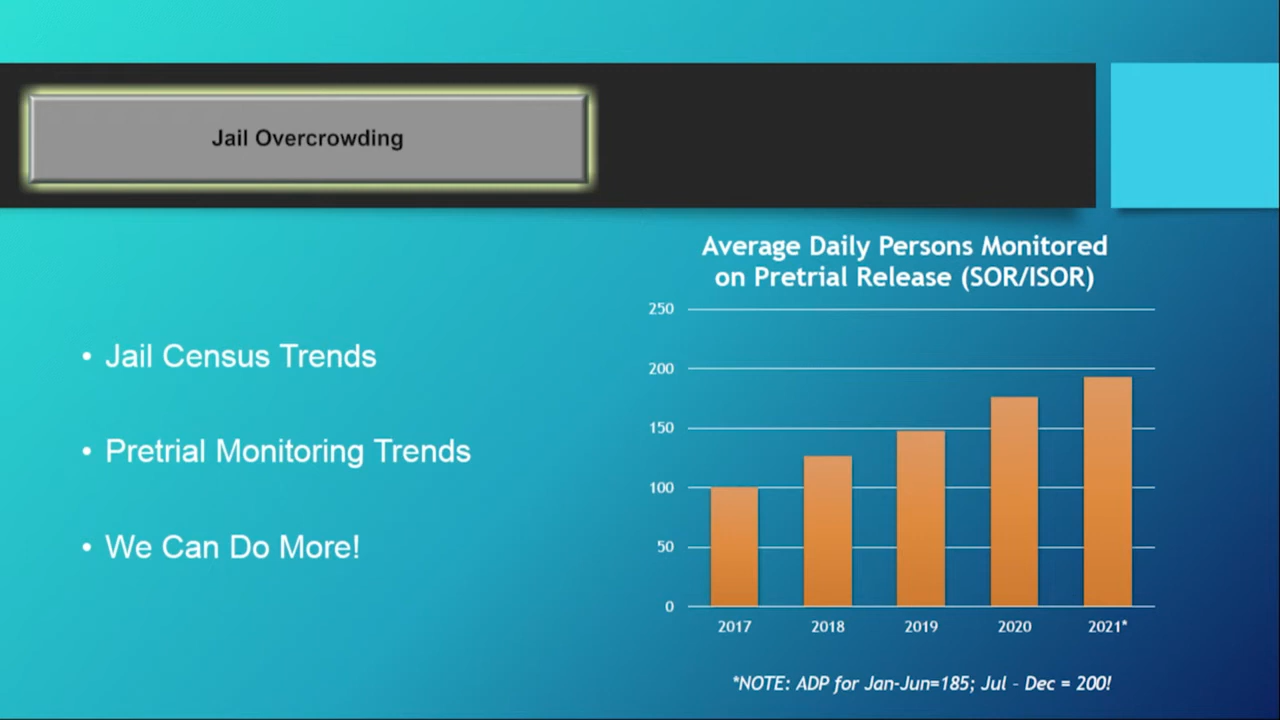 Jail Overcrowding
• Jail Census Trends
• Pretrial Monitoring Trends
• We Can Do More!
Average Daily Persons Monitored
on Pretrial Release (SOR/ISOR)
250
200
150
100
50
0
2017 2018 2019 2020 2021*
*NOTE: ADP for Jan-Jun=185; Jul – Dec = 200!